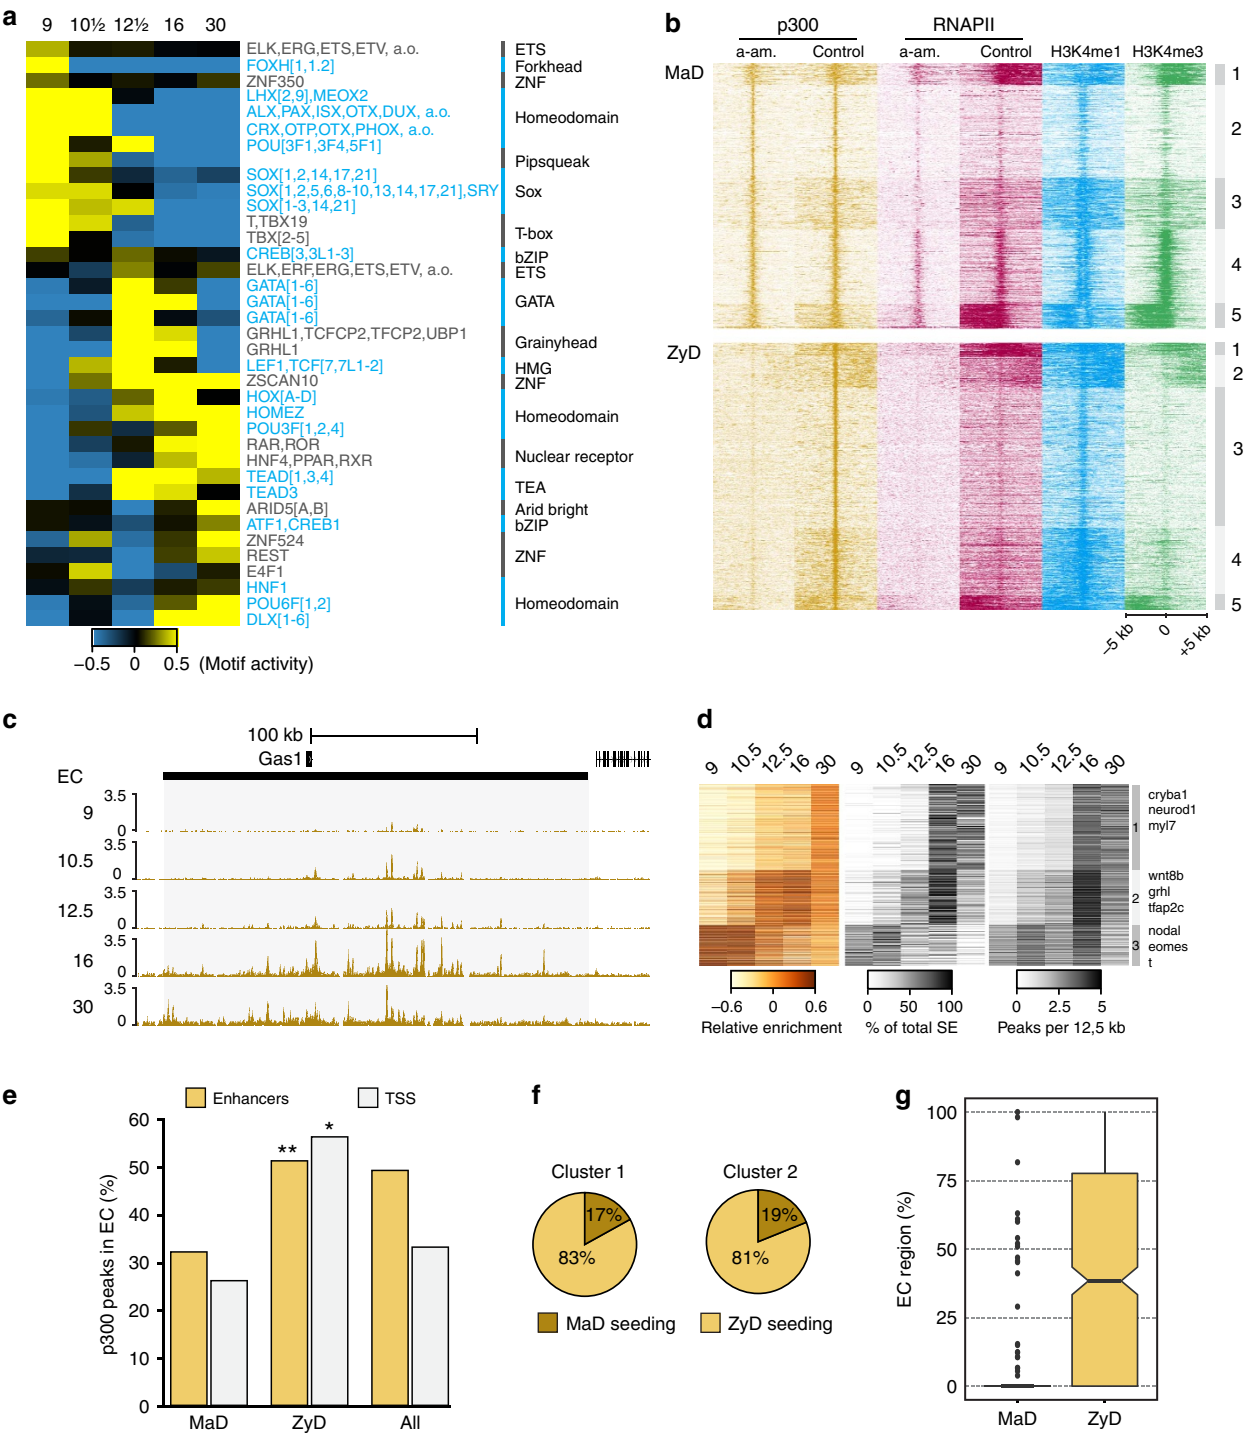 a
9 10½ 12½ 16 30
ELK,ERG,ETS,ETV, a.o.
FOXH[1,1.2]
ZNF350
LHX[2,9],MEOX2
ALX,PAX,ISX,OTX,DUX, a.o.
CRX,OTP,OTX,PHOX, a.o.
POU[3F1,3F4,5F1]
SOX[1,2,14,17,21]
SOX[1,2,5,6,8-10,13,14,17,21],SRY
SOX[1-3,14,21]
T,TBX19
TBX[2-5]
CREB[3,3L1-3]
ELK,ERF,ERG,ETS,ETV, a.o.
GATA[1-6]
GATA[1-6]
GATA[1-6]
GRHL1,TCFCP2,TFCP2,UBP1
GRHL1
LEF1,TCF[7,7L1-2]
ZSCAN10
HOX[A-D]
HOMEZ
POU3F[1,2,4]
RAR,ROR
HNF4,PPAR,RXR
TEAD[1,3,4]
TEAD3
ARID5[A,B]
ATF1,CREB1
ZNF524
REST
E4F1
HNF1
POU6F[1,2]
DLX[1-6]
ETS
Forkhead
ZNF
Homeodomain
Pipsqueak
Sox
T-box
bZIP
ETS
GATA
Grainyhead
HMG
ZNF
Homeodomain
Nuclear receptor
TEA
Arid bright
bZIP
ZNF
Homeodomain
−0.5 0 0.5 (Motif activity)
b
p300 RNAPII
a-am. Control a-am. Control H3K4me1 H3K4me3
MaD
1
2
3
4
5
ZyD
1
2
3
4
5
−5 kb 0 +5 kb
c
100 kb
Gas1
EC
9
3.5
0
10.5
3.5
0
12.5
3.5
0
16
3.5
0
30
3.5
0
d
9 10.5 12.5 16 30 9 10.5 12.5 16 30 9 10.5 12.5 16 30
1
cryba1
neurod1
myl7
2
wnt8b
grhl
tfap2c
3
nodal
eomes
t
−0.6 0 0.6
Relative enrichment
0 50 100
% of total SE
0 2.5 5
Peaks per 12,5 kb
e
Enhancers TSS
p300 peaks in EC (%)
60
50
40
30
20
10
0
** *
MaD ZyD All
f
Cluster 1 Cluster 2
17%
83%
19%
81%
MaD seeding ZyD seeding
g
EC region (%)
100
75
50
25
0
MaD ZyD